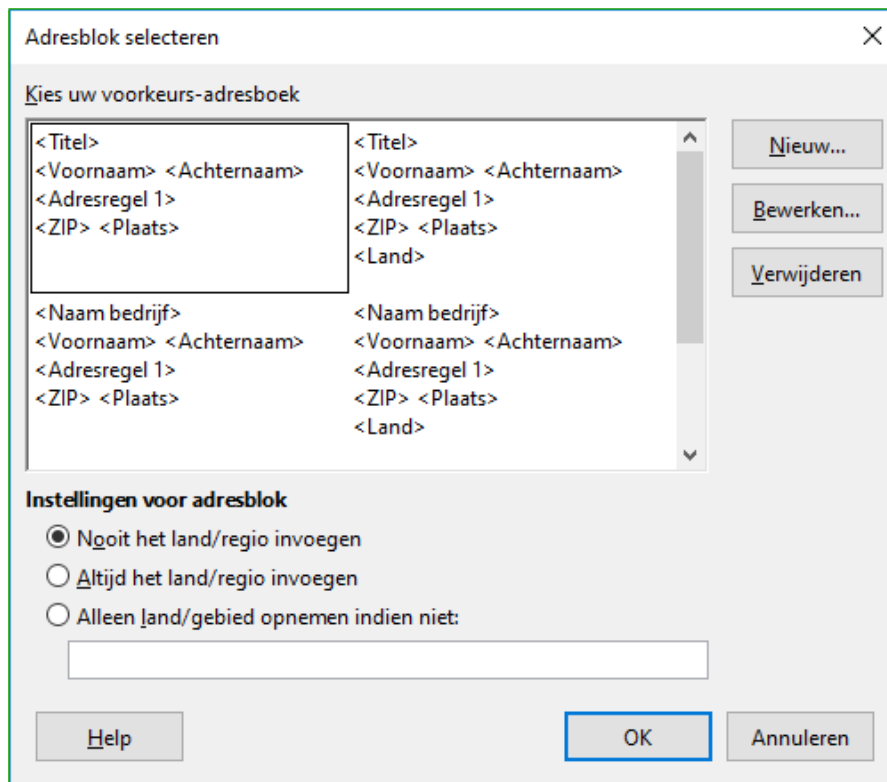 Adresblok selecteren
Kies uw voorkeurs-adresboek
<Titel>
<Voornaam> <Achternaam>
<Adresregel 1>
<ZIP> <Plaats>
<Titel>
<Voornaam> <Achternaam>
<Adresregel 1>
<ZIP> <Plaats>
<Land>
<Naam bedrijf>
<Voornaam> <Achternaam>
<Adresregel 1>
<ZIP> <Plaats>
<Naam bedrijf>
<Voornaam> <Achternaam>
<Adresregel 1>
<ZIP> <Plaats>
<Land>
Nieuw...
Bewerken...
Verwijderen
Instellingen voor adresblok
Nooit het land/regio invoegen
Altijd het land/regio invoegen
Alleen land/gebied opnemen indien niet:
Help
OK
Annuleren